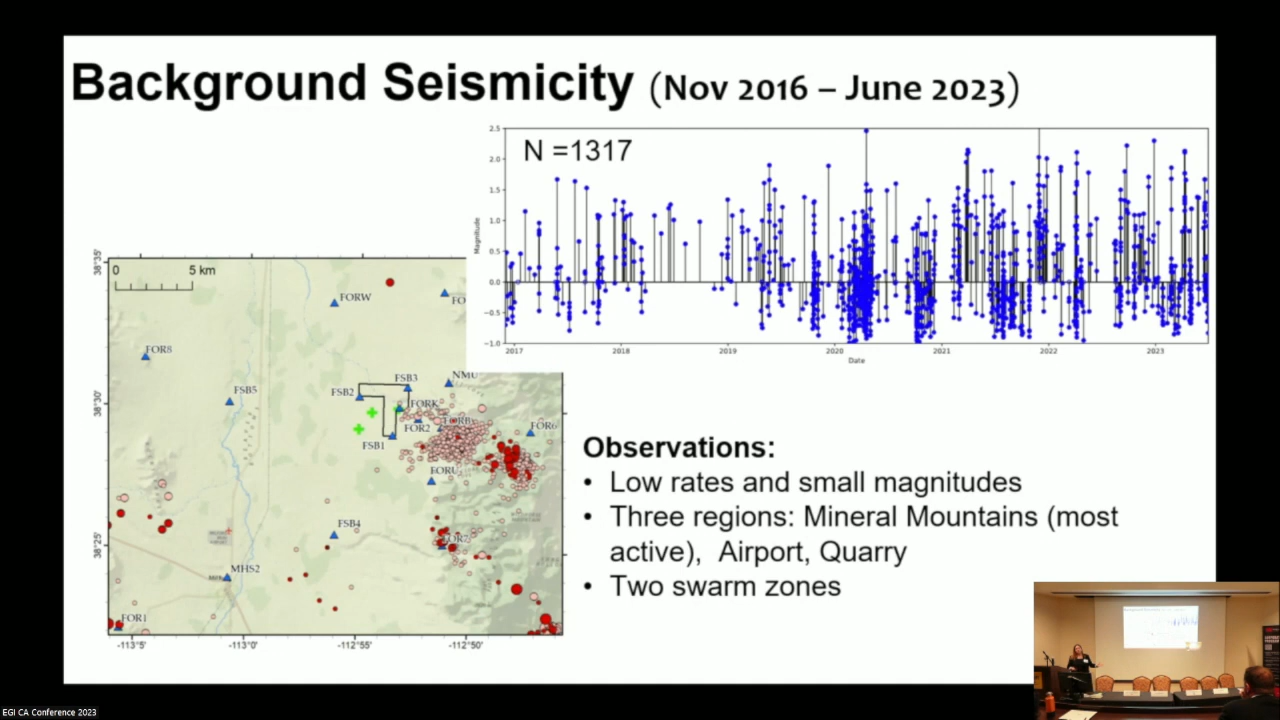 Background Seismicity (Nov 2016 – June 2023)
N =1317
2.5
2.0
1.5
1.0
0.5
0.0
−0.5
−1.0
Magnitude
2017 2018 2019 2020 2021 2022 2023
Date
38°35'
38°30'
38°25'
0 5 km
FORW
FO
FOR8
FSB5
FSB2
FSB3
NMU
FORK
FOR2
FORB
FOR6
FSB1
FORU
FSB4
FOR7
MHS2
FOR1
-113°5' -113°0' -112°55' -112°50'
Observations:
• Low rates and small magnitudes
• Three regions: Mineral Mountains (most
active), Airport, Quarry
• Two swarm zones
EGI CA Conference 2023